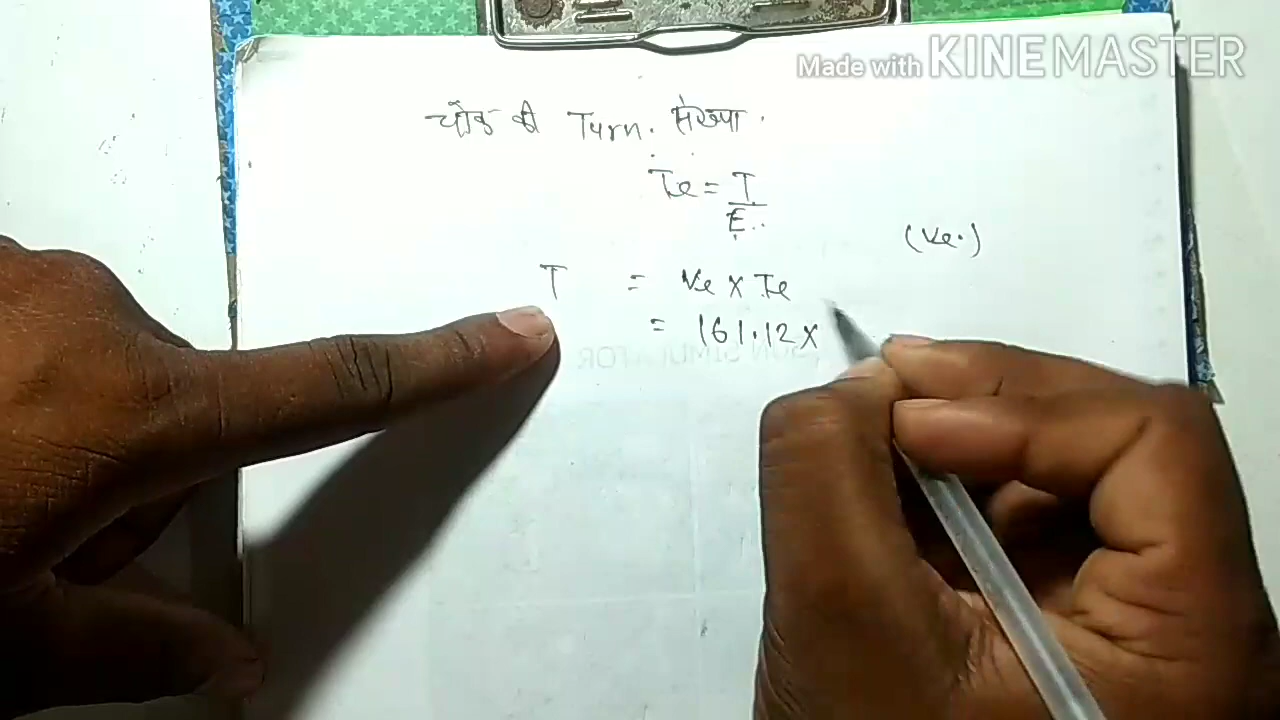 Made with KINEMASTER
चौक की Turn. संख्या.
Te = T
E..
(Ve.)
T = Ve x Te
= 161.12 x